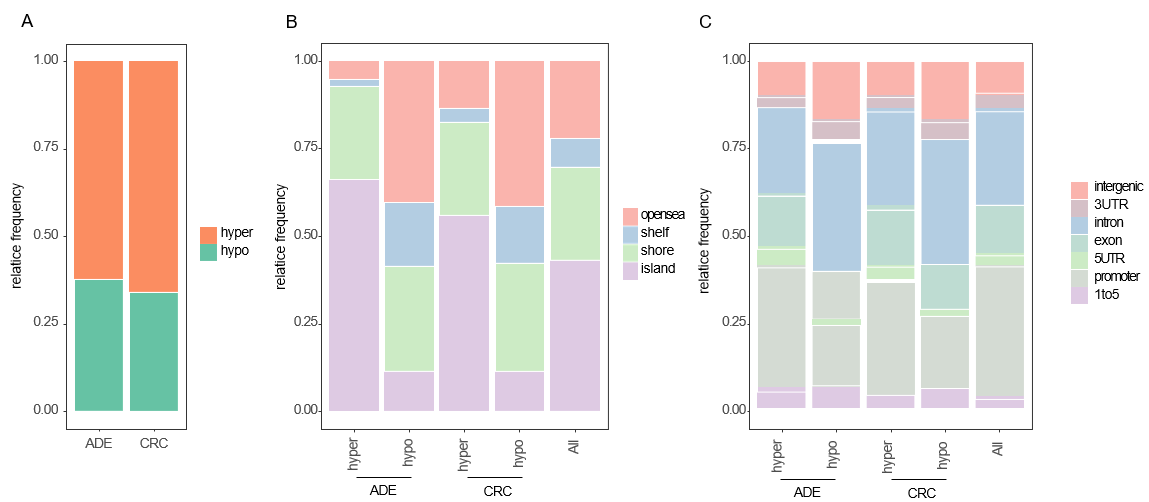 A
1.00
0.75
0.50
0.25
0.00
relatice frequency
ADE
CRC
hyper
hypo
B
1.00
0.75
0.50
0.25
0.00
relatice frequency
hyper
hypo
hyper
hypo
All
ADE
CRC
opensea
shelf
shore
island
C
1.00
0.75
0.50
0.25
0.00
relatice frequency
hyper
hypo
hyper
hypo
All
ADE
CRC
intergenic
3UTR
intron
exon
5UTR
promoter
1to5